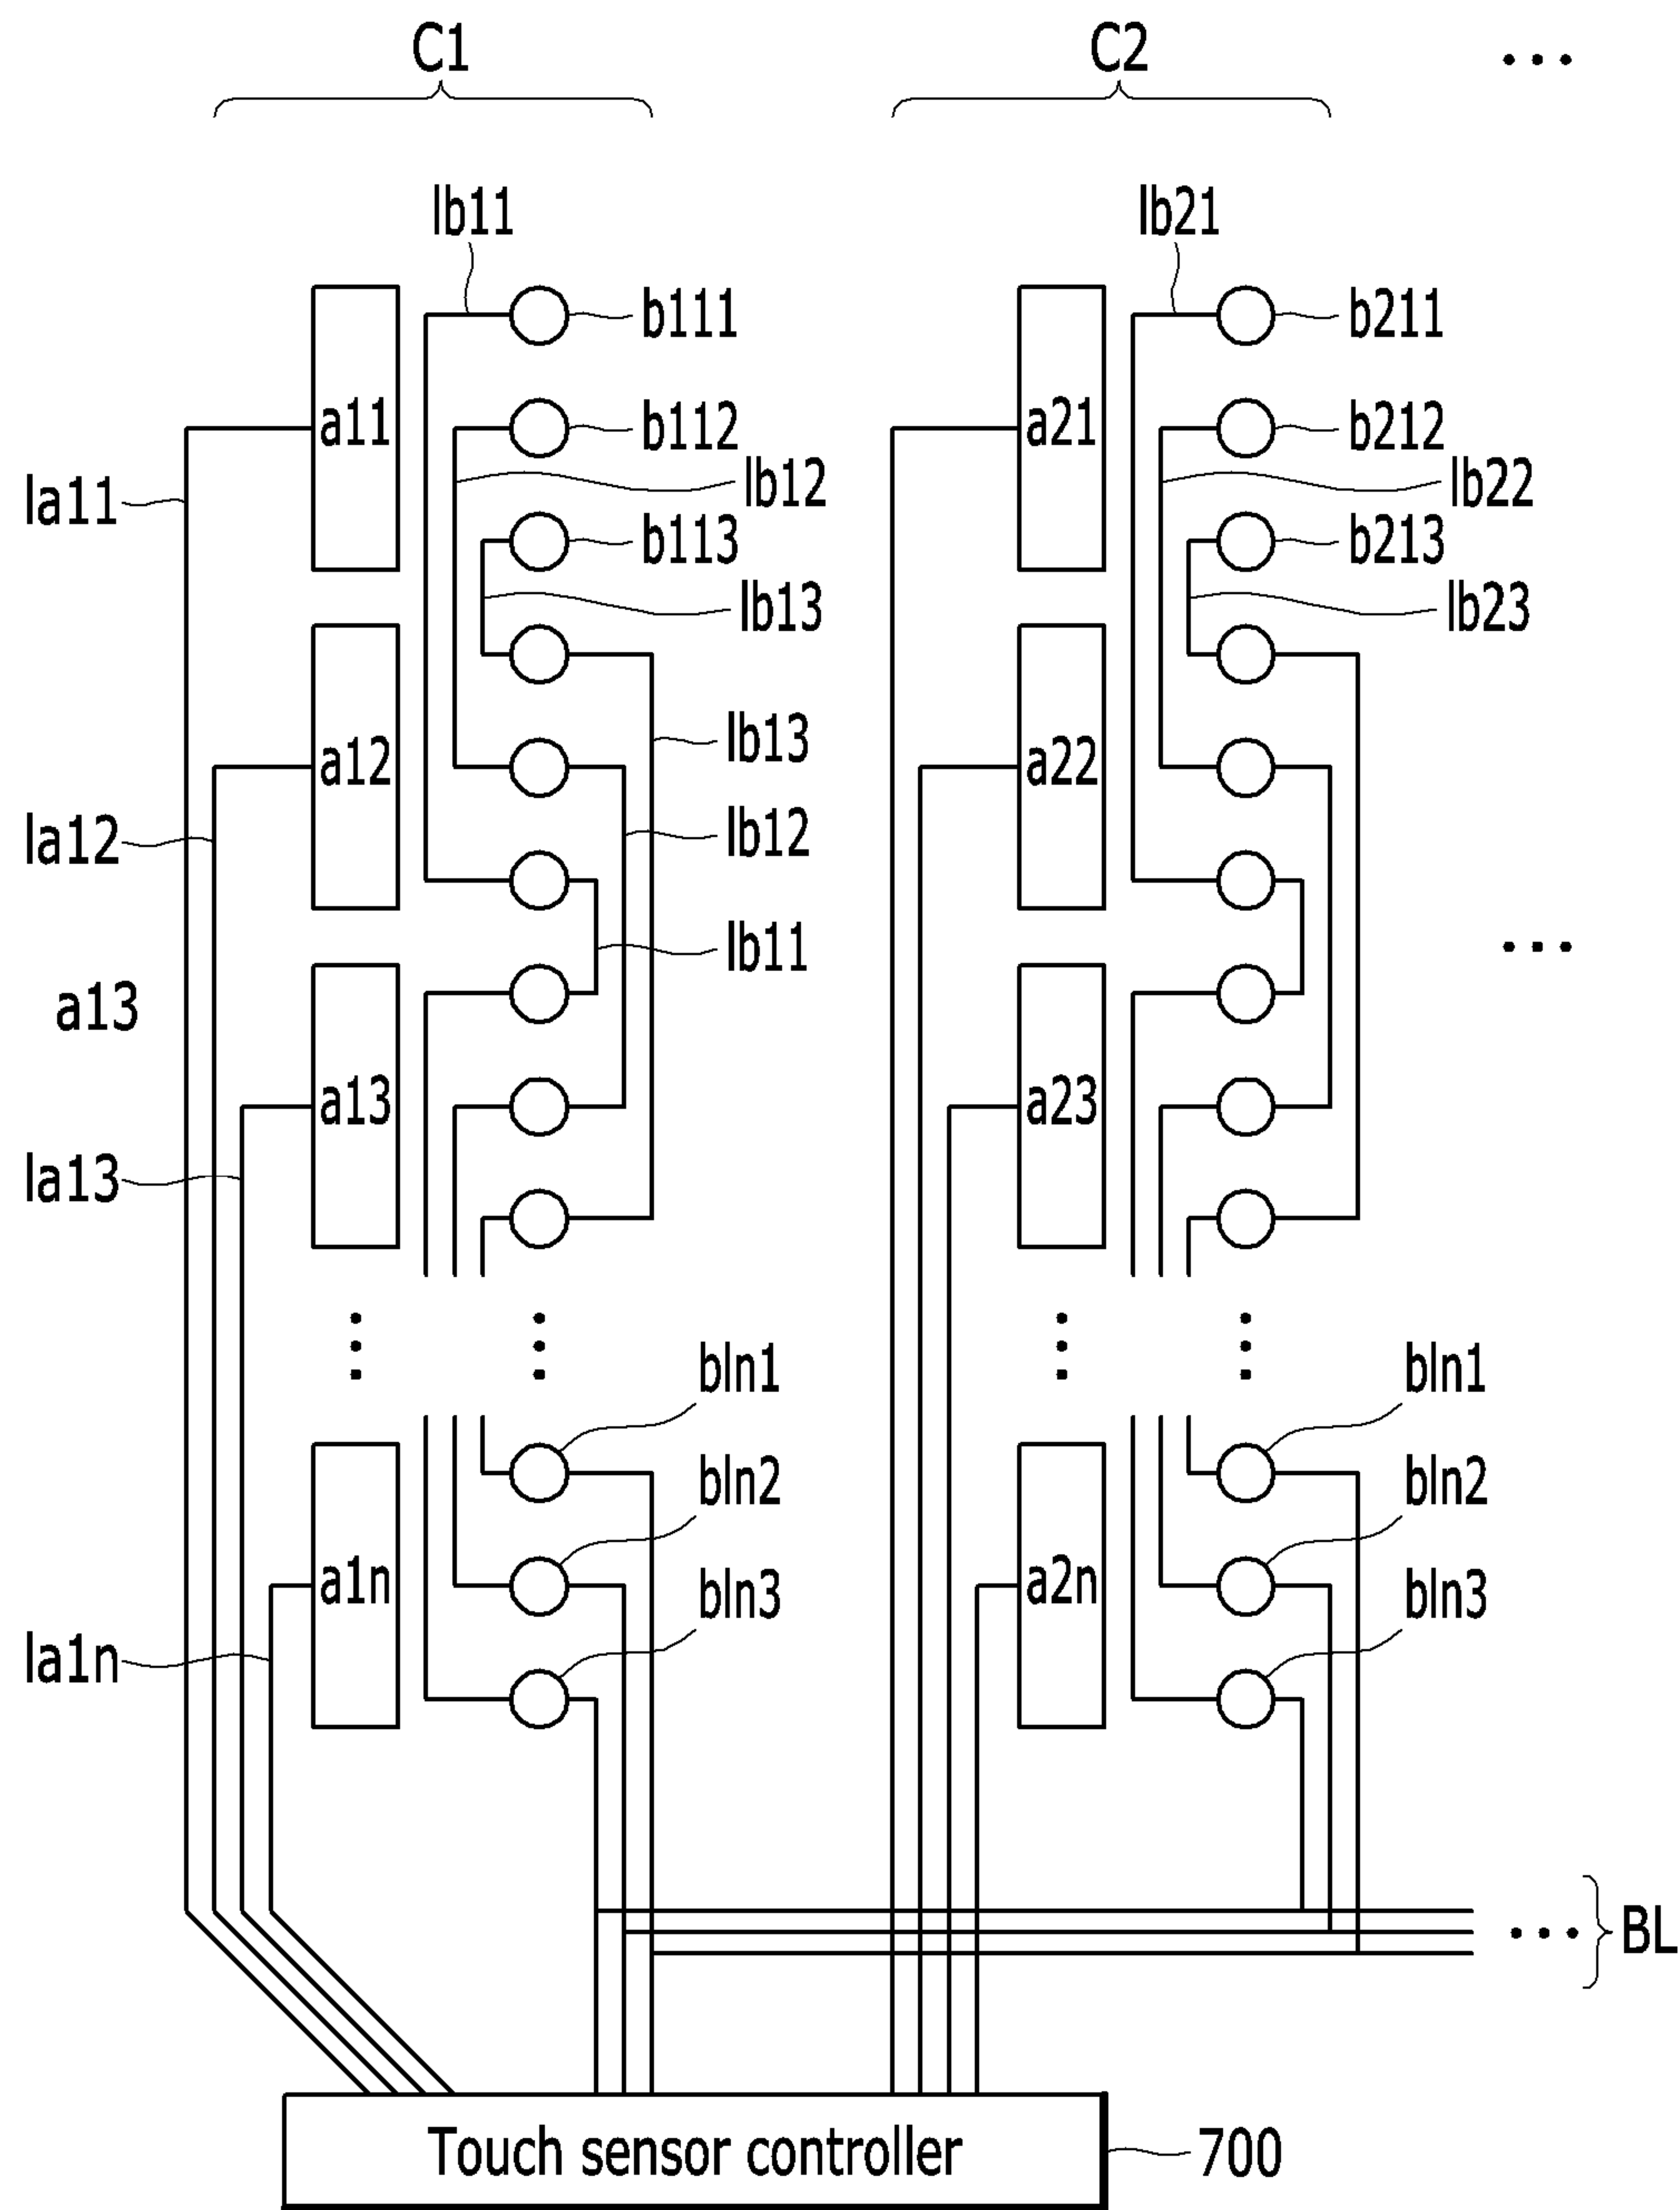 C1 C2 ...
lb11 lb21
b111 b211
a11 b112 a21 b212
la11 lb12 lb22
b113 b213
lb13 lb23
a12 lb13 a22
la12 lb12
lb11 ...
a13
a13 a23
la13
bln1 bln1
bln2 bln2
a1n bln3 a2n bln3
la1n
... BL
Touch sensor controller 700